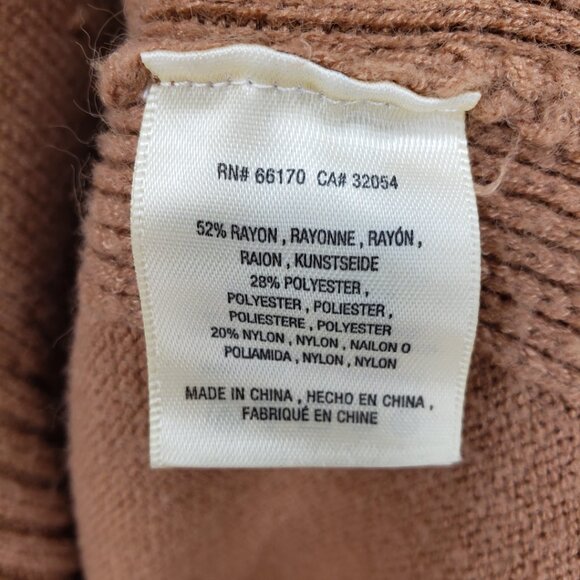 RN# 66170 CA# 32054
52% RAYON , RAYONNE , RAYÓN ,
RAION , KUNSTSEIDE
28% POLYESTER ,
POLYESTER , POLIESTER ,
POLIESTERE , POLYESTER
20% NYLON , NYLON , NAILON O
POLIAMIDA , NYLON , NYLON
MADE IN CHINA , HECHO EN CHINA ,
FABRIQUÉ EN CHINE